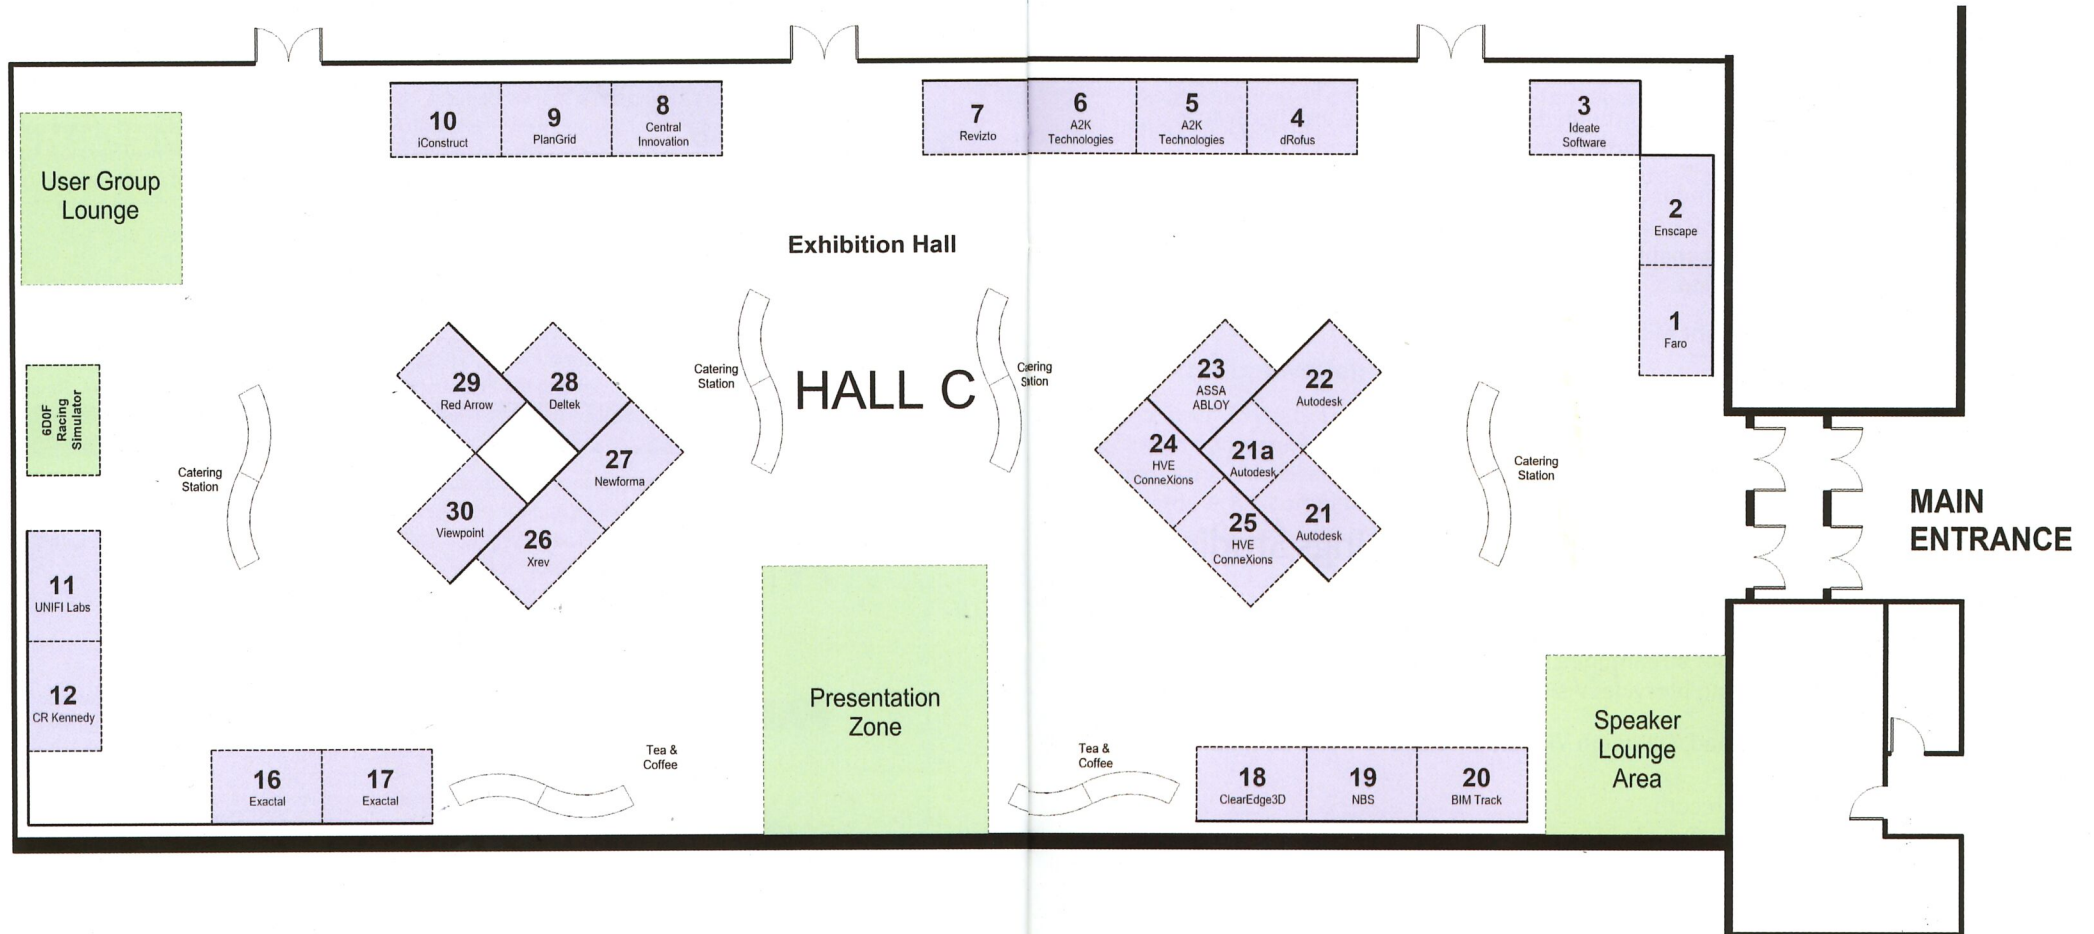 10
iConstruct
9
PlanGrid
8
Central
Innovation
7
Revizto
6
A2K
Technologies
5
A2K
Technologies
4
dRofus
3
Ideate
Software
2
Enscape
1
Faro
User Group
Lounge
Exhibition Hall
HALL C
6D0F
Racing
Simulator
Catering
Station
29
Red Arrow
28
Deltek
27
Newforma
30
Viewpoint
26
Xrev
Catering
Station
23
ASSA
ABLOY
22
Autodesk
24
HVE
ConneXions
21a
Autodesk
25
HVE
ConneXions
21
Autodesk
Catering
Station
MAIN
ENTRANCE
11
UNIFI Labs
12
CR Kennedy
16
Exactal
17
Exactal
Tea &
Coffee
Presentation
Zone
Tea &
Coffee
18
ClearEdge3D
19
NBS
20
BIM Track
Speaker
Lounge
Area